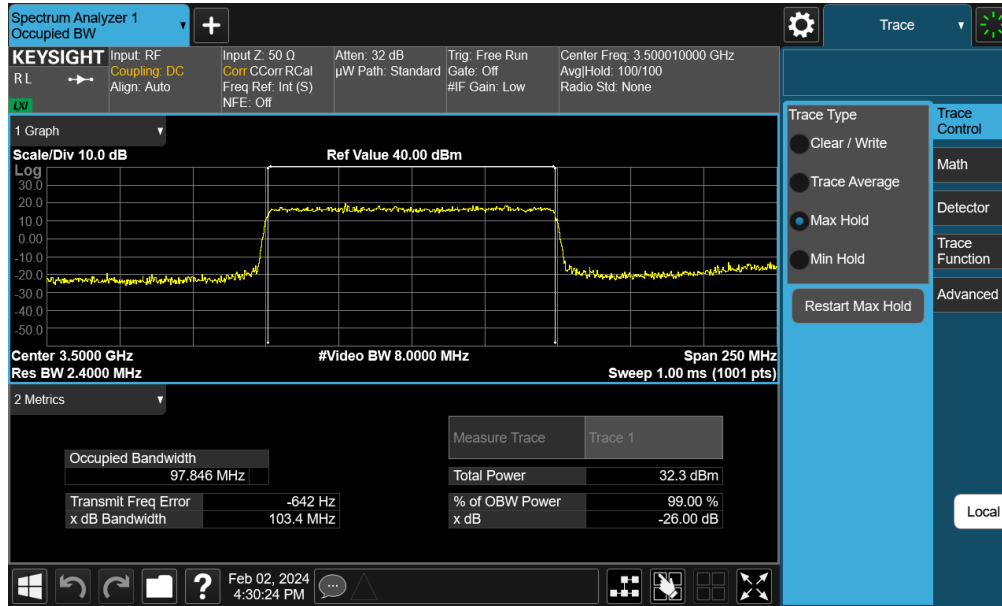 Spectrum Analyzer 1
Occupied BW
Trace
KEYSIGHT
R L
LXI
Input: RF
Coupling: DC
Align: Auto
Input Z: 50 Ω
Corr CCorr RCal
Freq Ref: Int (S)
NFE: Off
Atten: 32 dB
µW Path: Standard
Trig: Free Run
Gate: Off
#IF Gain: Low
Center Freq: 3.500010000 GHz
Avg|Hold: 100/100
Radio Std: None
1 Graph
Scale/Div 10.0 dB
Ref Value 40.00 dBm
Log
30.0
20.0
10.0
0.00
-10.0
-20.0
-30.0
-40.0
-50.0
Center 3.5000 GHz
#Video BW 8.0000 MHz
Span 250 MHz
Res BW 2.4000 MHz
Sweep 1.00 ms (1001 pts)
2 Metrics
Measure Trace
Trace 1
Occupied Bandwidth
97.846 MHz
Total Power
32.3 dBm
Transmit Freq Error
-642 Hz
% of OBW Power
99.00 %
x dB Bandwidth
103.4 MHz
x dB
-26.00 dB
Trace Type
Clear / Write
Trace Average
Max Hold
Min Hold
Restart Max Hold
Trace
Control
Math
Detector
Trace
Function
Advanced
Local
?
Feb 02, 2024
4:30:24 PM